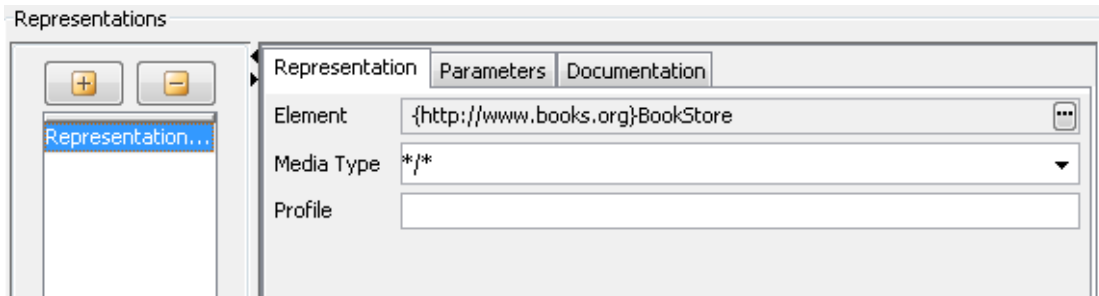 Representations
Representation Parameters Documentation
Element {http://www.books.org}BookStore ...
Representation...
Media Type */*
Profile